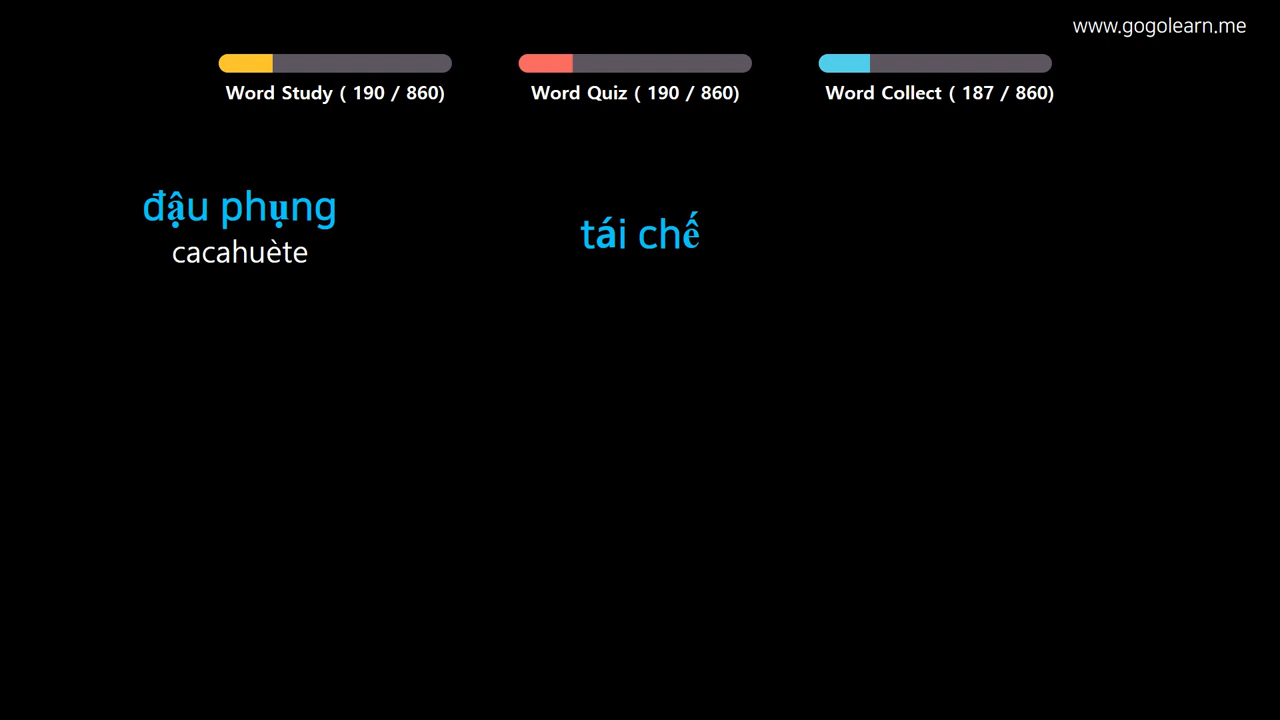 www.gogolearn.me
Word Study ( 190 / 860)
Word Quiz ( 190 / 860)
Word Collect ( 187 / 860)
đậu phụng
cacahuète
tái chế